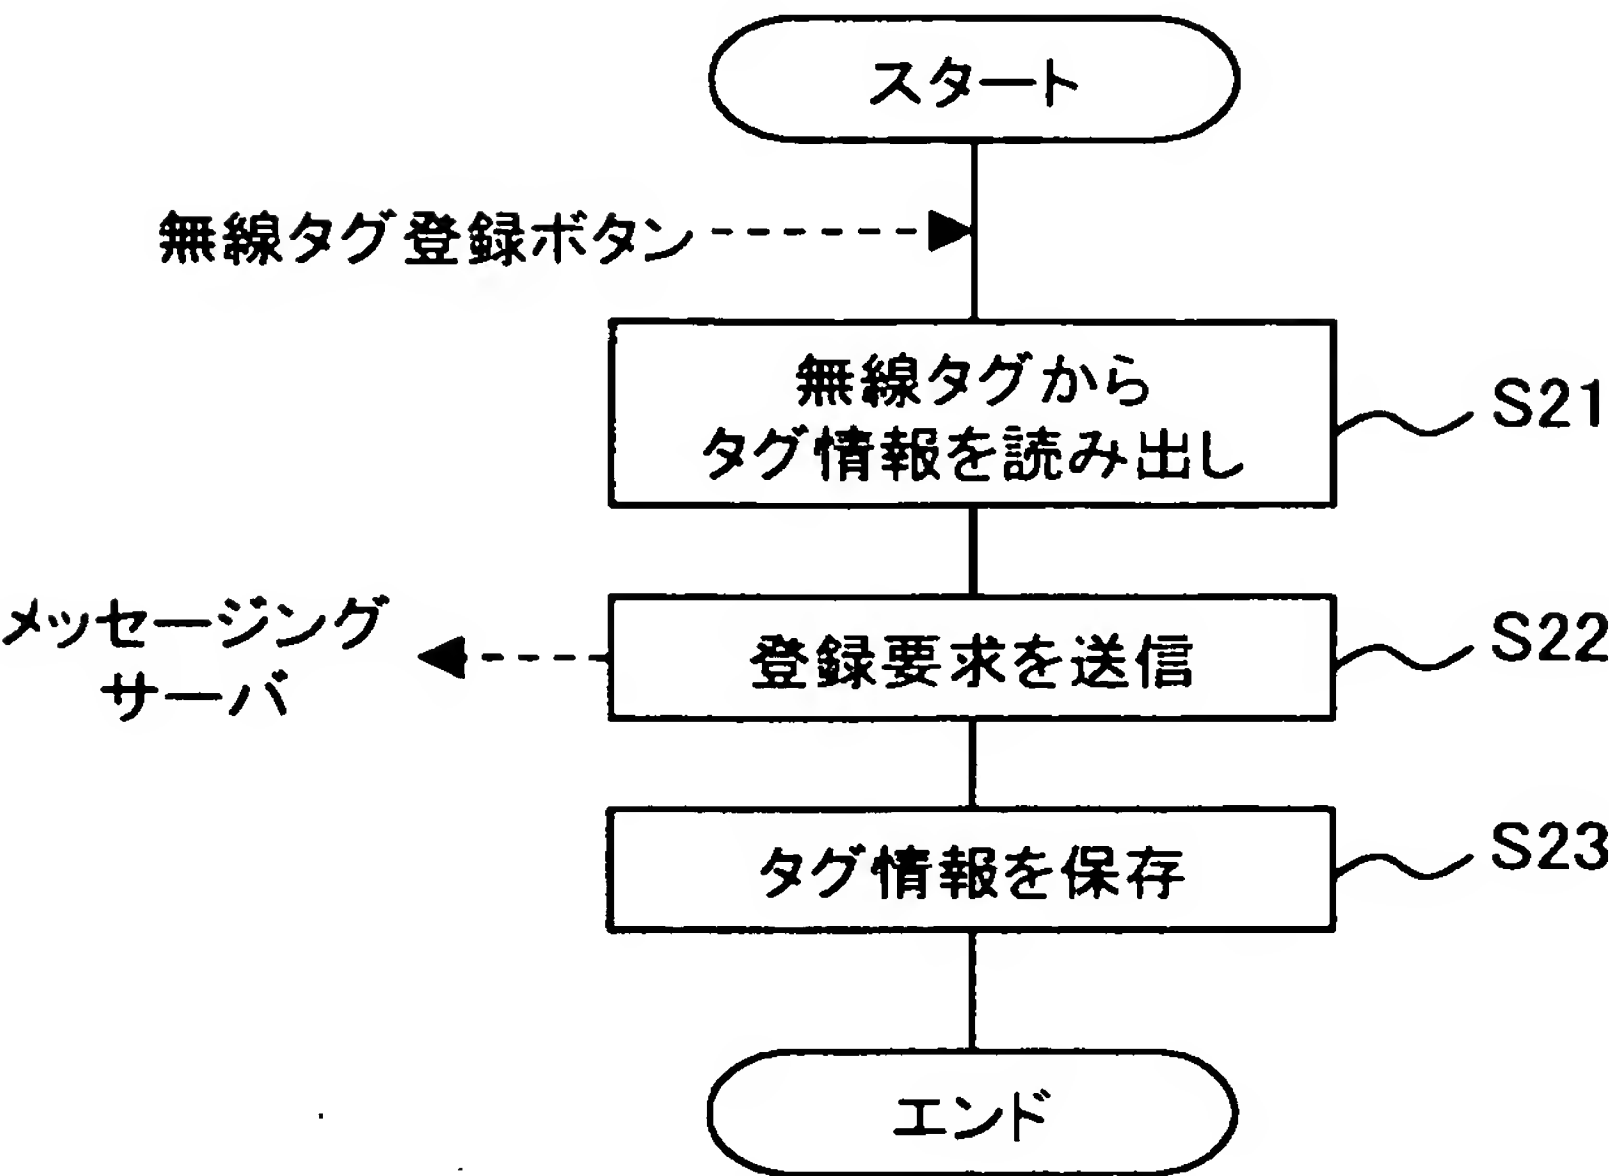 スタート
無線タグ登録ボタン
無線タグから
タグ情報を読み出し
S21
メッセージング
サーバ
登録要求を送信
S22
タグ情報を保存
S23
エンド